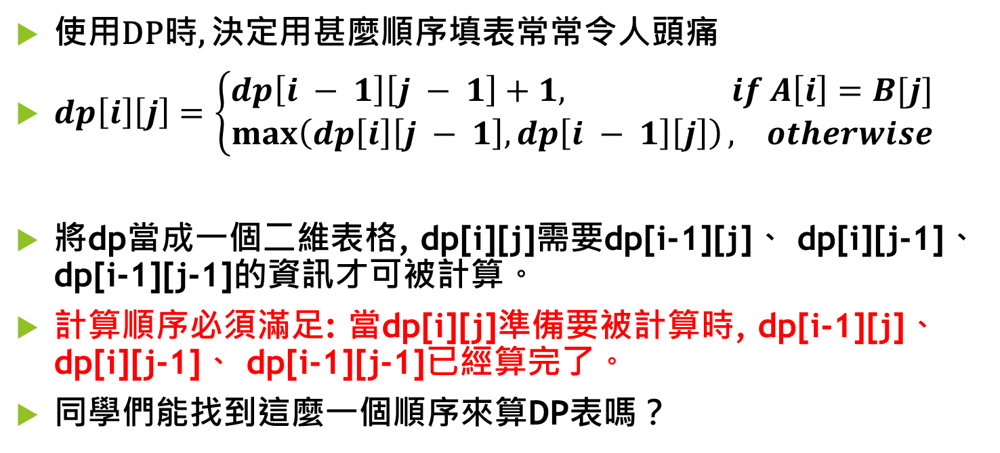 使用DP時, 決定用甚麼順序填表常常令人頭痛
dp[i][j] = {dp[i − 1][j − 1] + 1, if A[i] = B[j]
max(dp[i][j − 1], dp[i − 1][j]), otherwise
將dp當成一個二維表格, dp[i][j]需要dp[i-1][j]、 dp[i][j-1]、
dp[i-1][j-1]的資訊才可被計算。
計算順序必須滿足: 當dp[i][j]準備要被計算時, dp[i-1][j]、
dp[i][j-1]、 dp[i-1][j-1]已經算完了。
同學們能找到這麼一個順序來算DP表嗎？